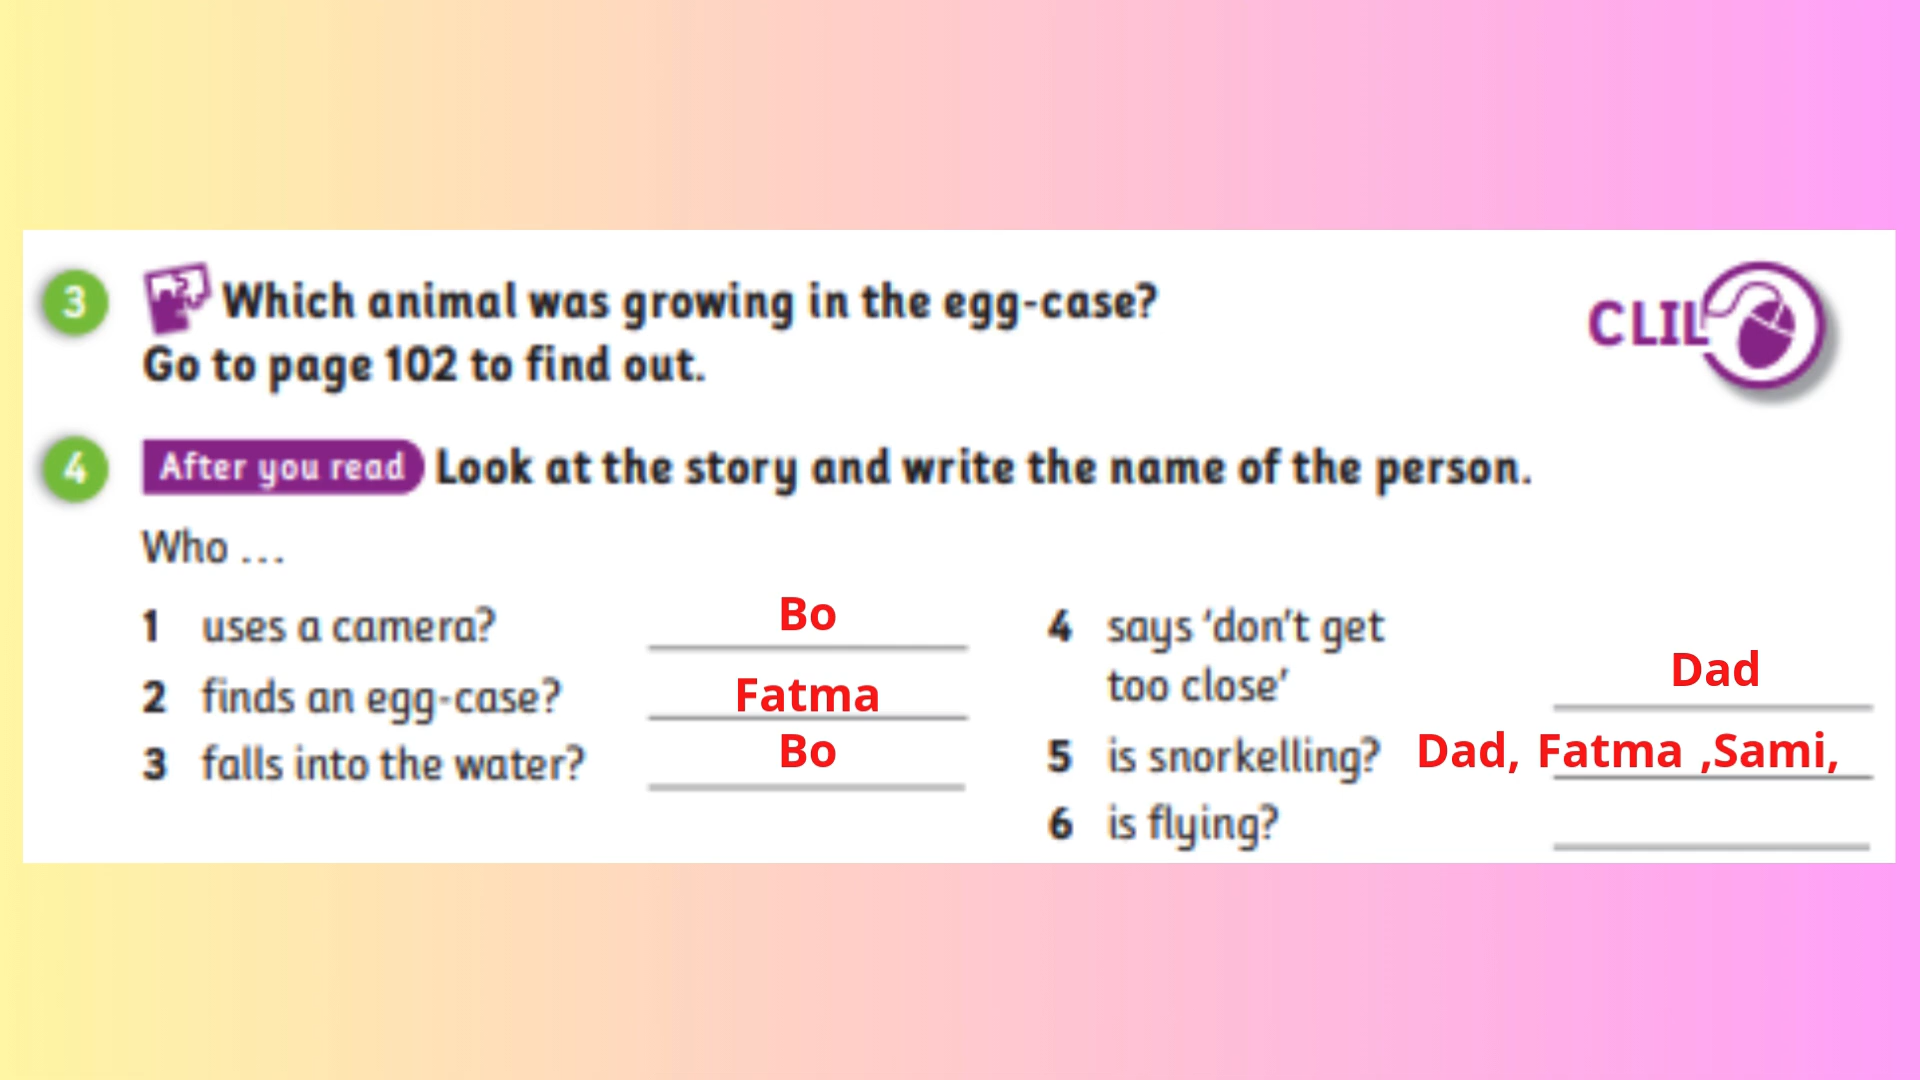 3 Which animal was growing in the egg-case?
Go to page 102 to find out.
CLIL
4 After you read Look at the story and write the name of the person.
Who ...
1 uses a camera? Bo
2 finds an egg-case? Fatma
3 falls into the water? Bo
4 says ‘don’t get
too close’ Dad
5 is snorkelling? Dad, Fatma ,Sami,
6 is flying?